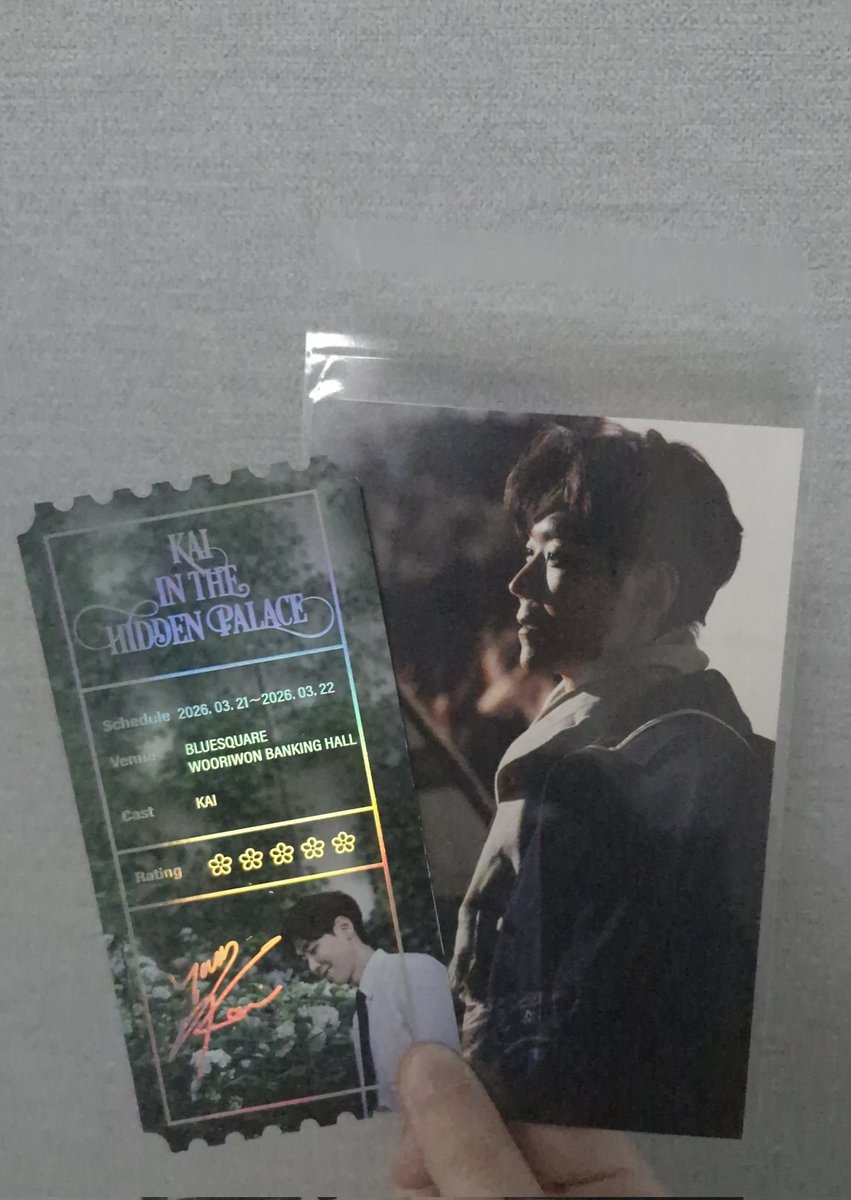 KAI
IN THE
HIDDEN PALACE
Schedule 2026. 03. 21~2026. 03. 22
Venue BLUESQUARE
WOORIWON BANKING HALL
Cast KAI
Rating